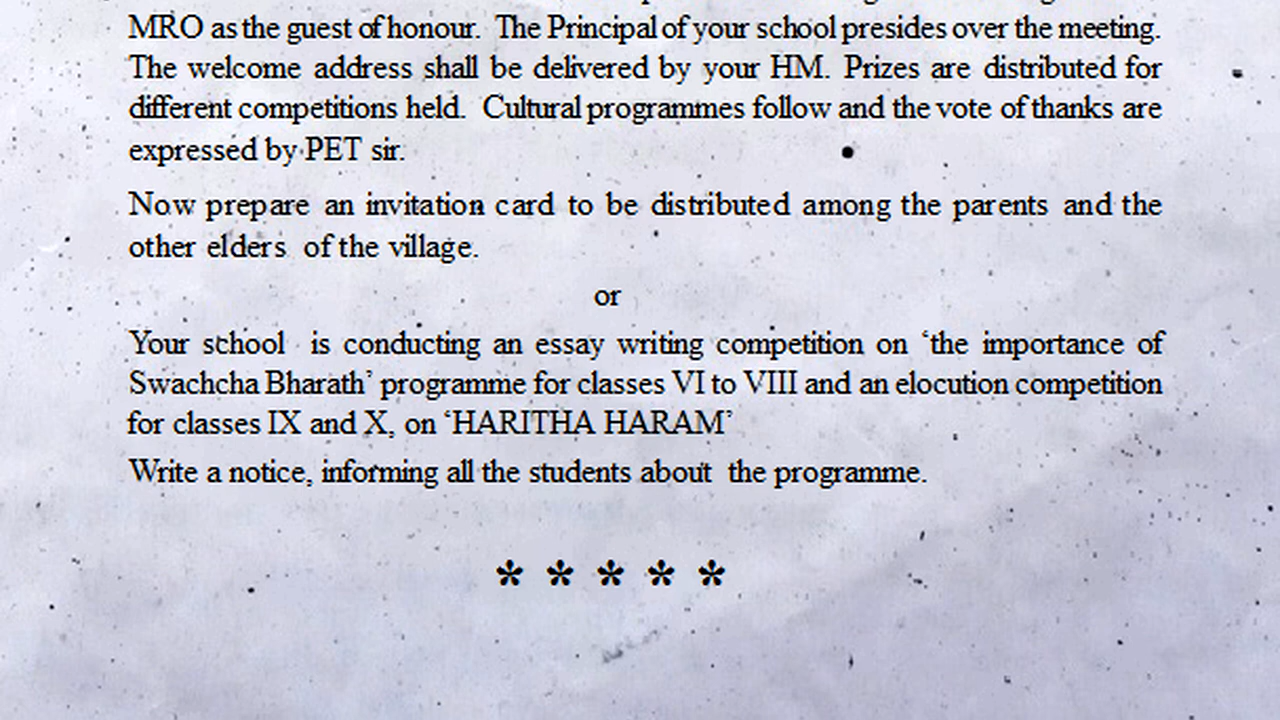 MRO as the guest of honour. The Principal of your school presides over the meeting.
The welcome address shall be delivered by your HM. Prizes are distributed for
different competitions held. Cultural programmes follow and the vote of thanks are
expressed by PET sir.
Now prepare an invitation card to be distributed among the parents and the
other elders of the village.
or
Your school is conducting an essay writing competition on ‘the importance of
Swachcha Bharath’ programme for classes VI to VIII and an elocution competition
for classes IX and X, on ‘HARITHA HARAM’
Write a notice, informing all the students about the programme.
* * * * *